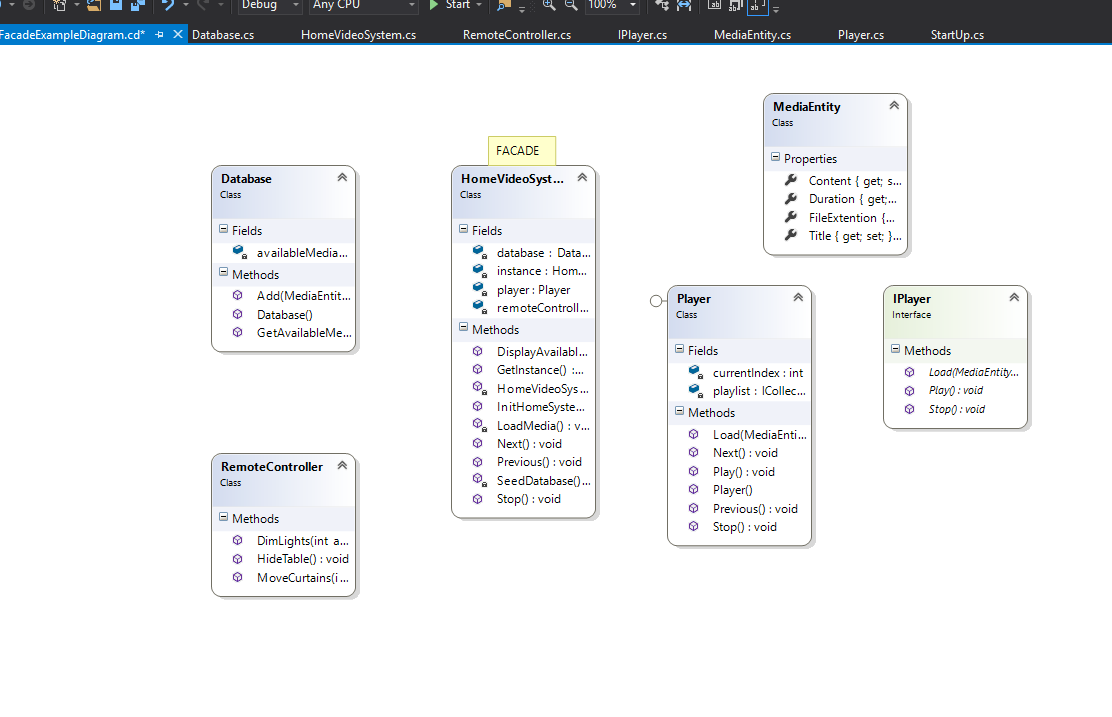 Debug Any CPU Start 100%
FacadeExampleDiagram.cd* Database.cs HomeVideoSystem.cs RemoteController.cs IPlayer.cs MediaEntity.cs Player.cs StartUp.cs
MediaEntity
Class
Properties
Content { get; s...
Duration { get;...
FileExtention {...
Title { get; set; }...
FACADE
Database
Class
Fields
availableMedia...
Methods
Add(MediaEntit...
Database()
GetAvailableMe...
HomeVideoSyst...
Class
Fields
database : Data...
instance : Hom...
player : Player
remoteControll...
Methods
DisplayAvailabl...
GetInstance() :...
HomeVideoSys...
InitHomeSyste...
LoadMedia() : v...
Next() : void
Previous() : void
SeedDatabase()...
Stop() : void
Player
Class
Fields
currentIndex : int
playlist : ICollec...
Methods
Load(MediaEnti...
Next() : void
Play() : void
Player()
Previous() : void
Stop() : void
IPlayer
Interface
Methods
Load(MediaEntity...
Play() : void
Stop() : void
RemoteController
Class
Methods
DimLights(int a...
HideTable() : void
MoveCurtains(i...